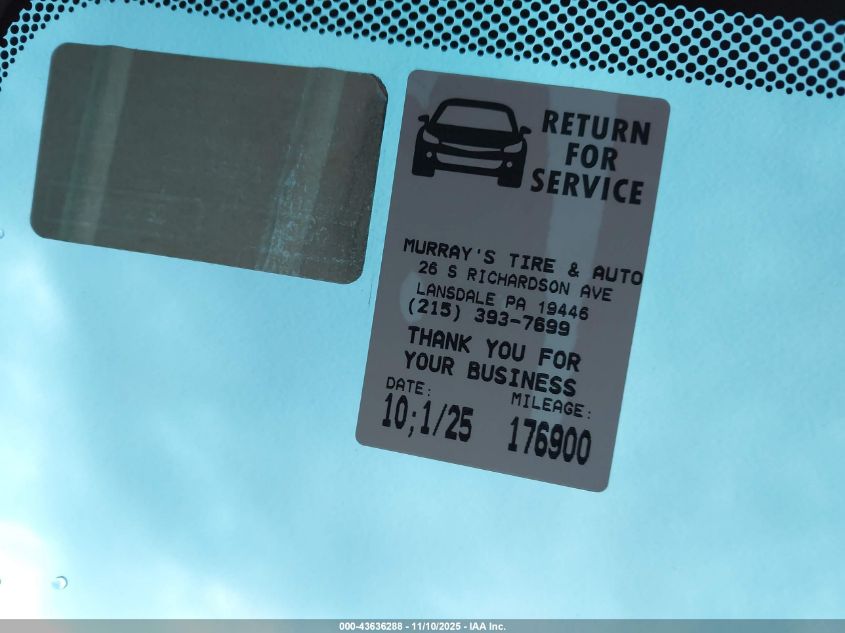 RETURN
FOR
SERVICE
MURRAY'S TIRE & AUTO
26 S RICHARDSON AVE
LANSDALE PA 19446
(215) 393-7699
THANK YOU FOR
YOUR BUSINESS
DATE: MILEAGE:
10;1/25 176900
000-43636288 - 11/10/2025 - IAA Inc.